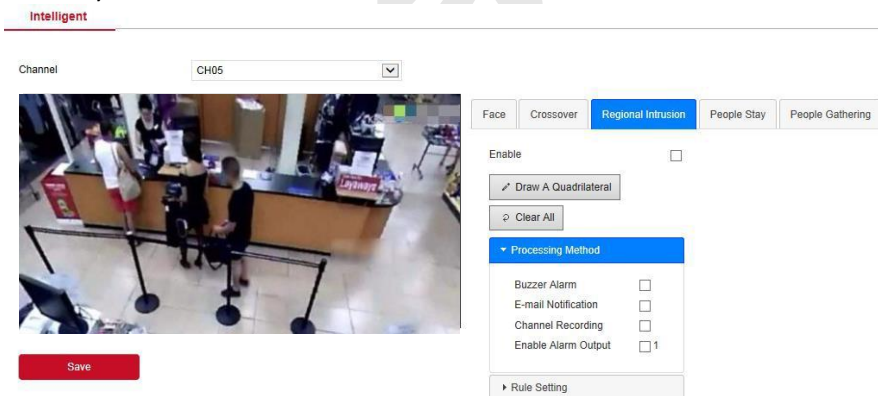 Intelligent
Channel
CH05
Layaways
Face
Crossover
Regional Intrusion
People Stay
People Gathering
Enable
Draw A Quadrilateral
Clear All
Processing Method
Buzzer Alarm
E-mail Notification
Channel Recording
Enable Alarm Output
1
Rule Setting
Save